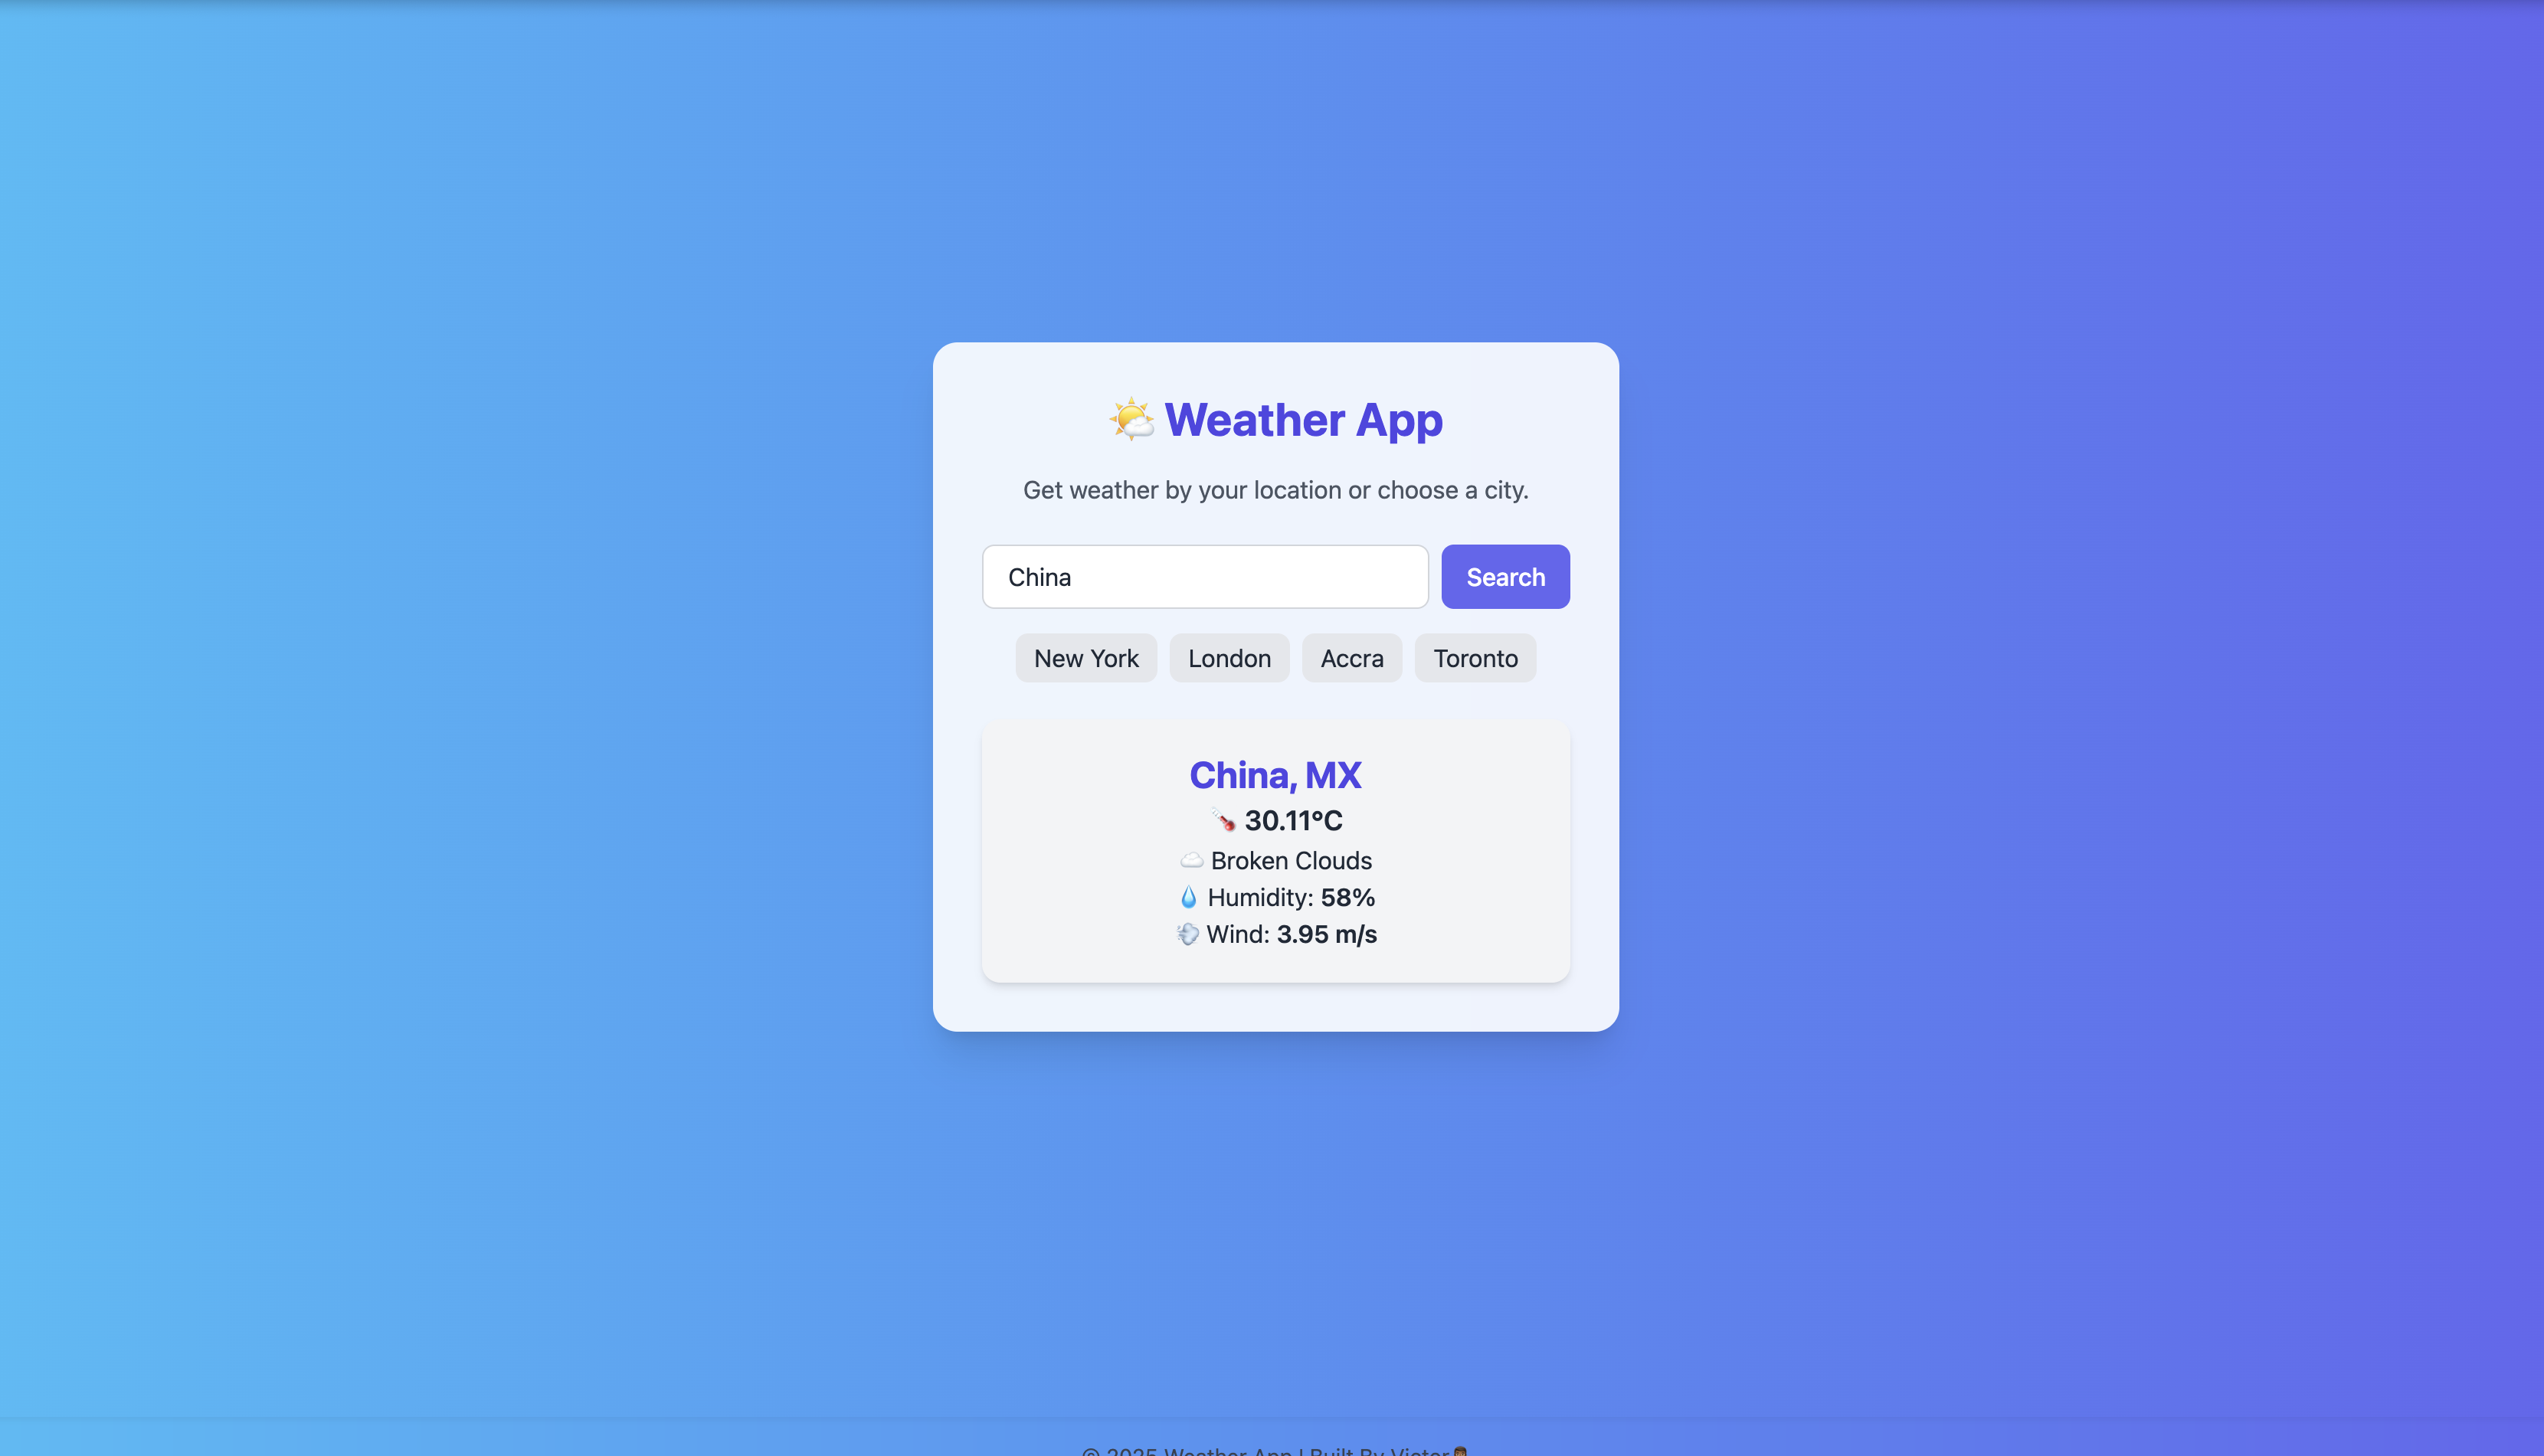 Weather App
Get weather by your location or choose a city.
China Search
New York London Accra Toronto
China, MX
30.11°C
Broken Clouds
Humidity: 58%
Wind: 3.95 m/s
© 2025 Weather App | Built By Victor